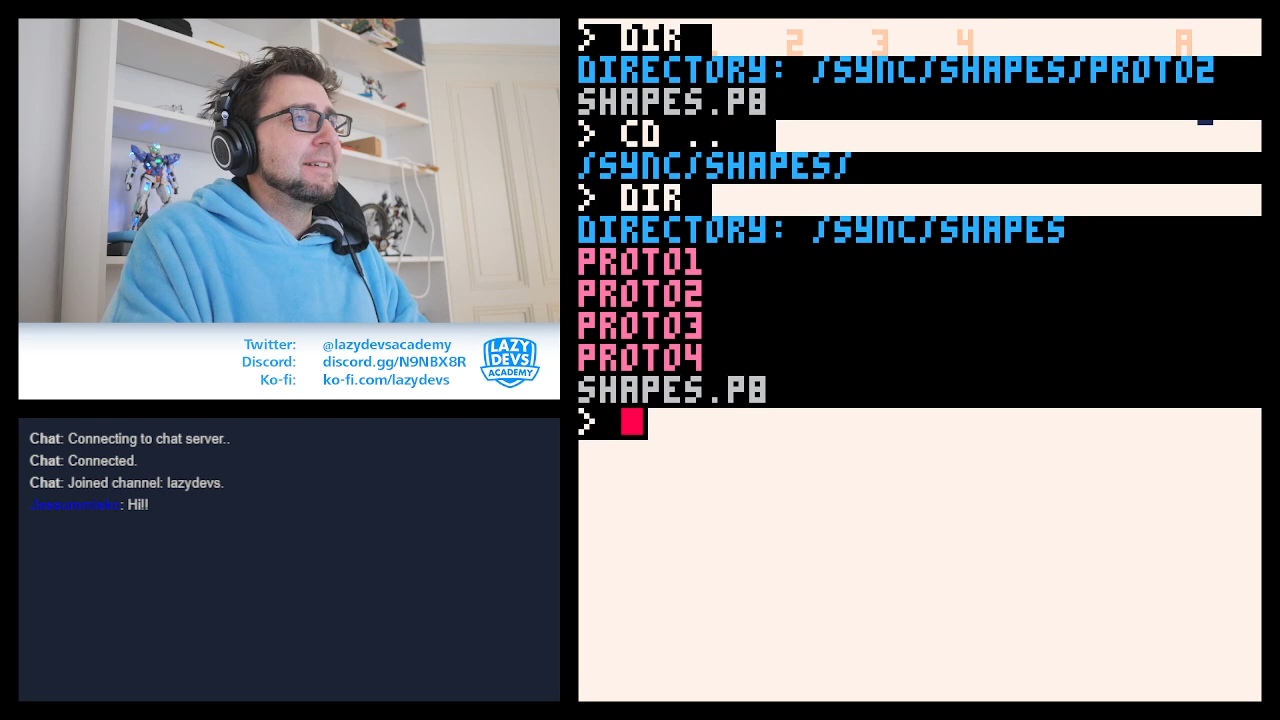 Twitter: @lazydevsacademy
Discord: discord.gg/N9NBX8R
Ko-fi: ko-fi.com/lazydevs
LAZY
DEVS
ACADEMY
Chat: Connecting to chat server..
Chat: Connected.
Chat: Joined channel: lazydevs.
: Hi!!
> DIR
2 3 4 A
DIRECTORY: /SYNC/SHAPES/PROTO2
SHAPES.P8
> CD ..
/SYNC/SHAPES/
> DIR
DIRECTORY: /SYNC/SHAPES
PROTO1
PROTO2
PROTO3
PROTO4
SHAPES.P8
>